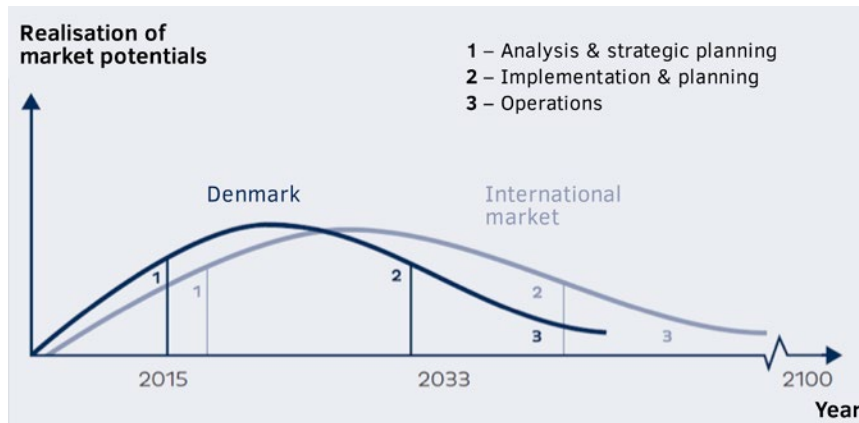 Realisation of
market potentials
1 – Analysis & strategic planning
2 – Implementation & planning
3 – Operations
Denmark
International
market
1
1
2
2
3
3
2015
2033
2100
Year